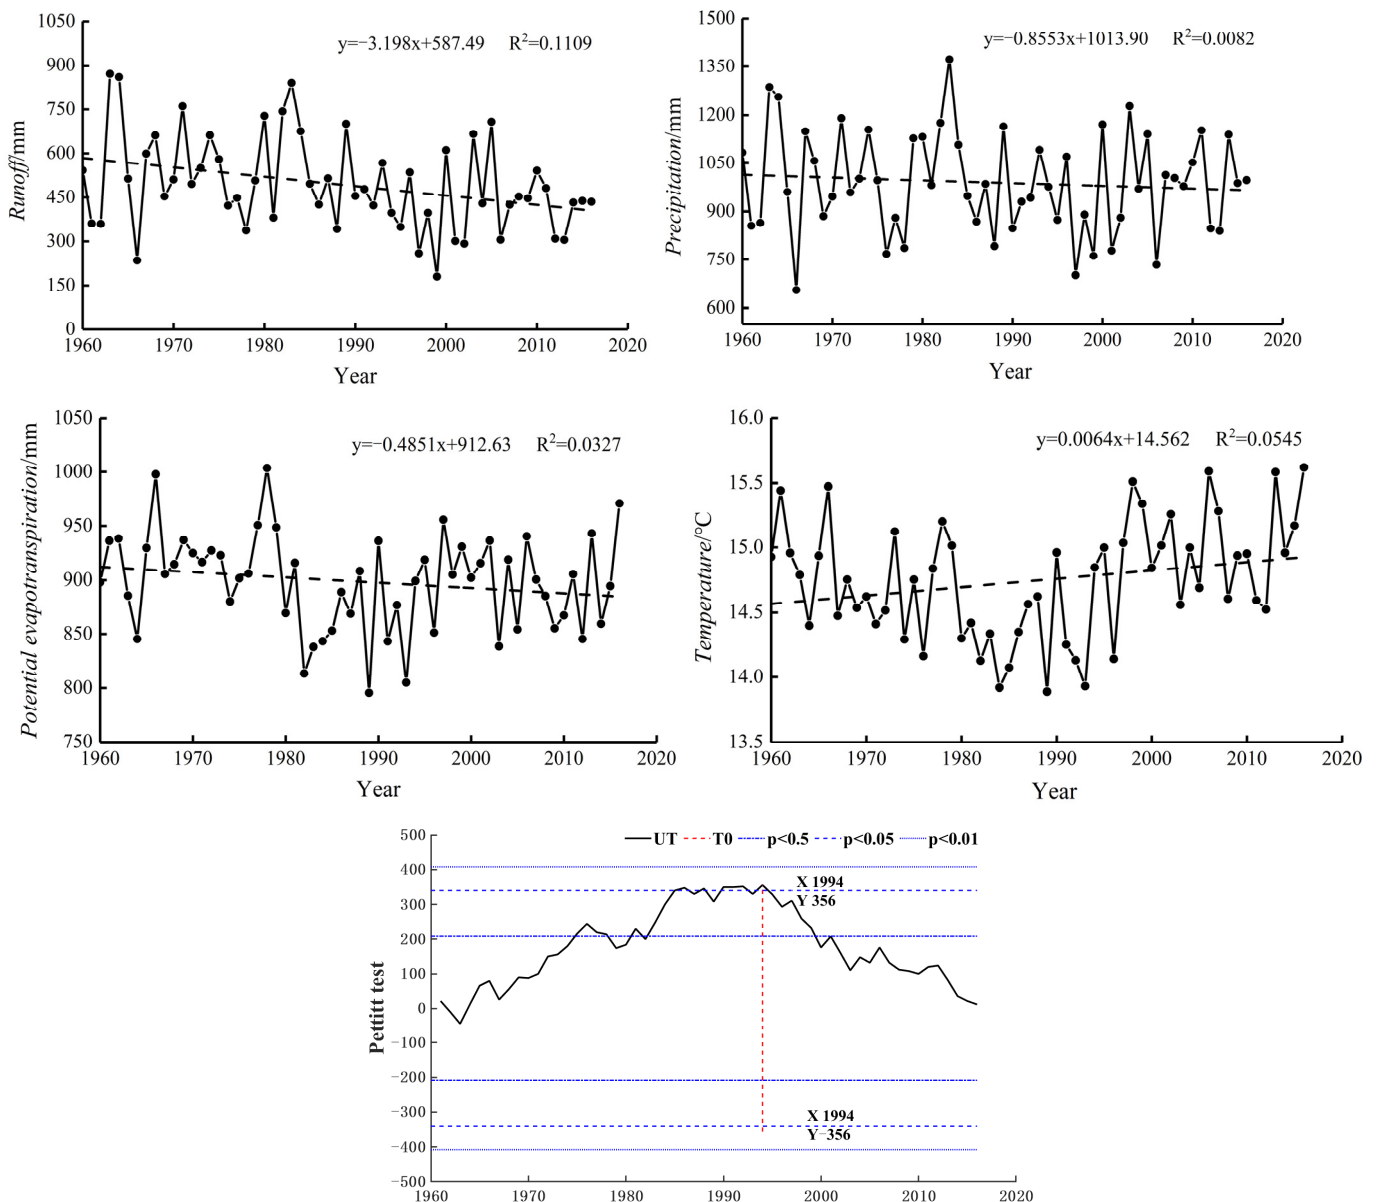 1050
900
750
600
450
300
150
0
Runoff/mm
y=−3.198x+587.49 R²=0.1109
1960 1970 1980 1990 2000 2010 2020
Year
1500
1350
1200
1050
900
750
600
Precipitation/mm
y=−0.8553x+1013.90 R²=0.0082
1960 1970 1980 1990 2000 2010 2020
Year
1050
1000
950
900
850
800
750
Potential evapotranspiration/mm
y=−0.4851x+912.63 R²=0.0327
1960 1970 1980 1990 2000 2010 2020
Year
16.0
15.5
15.0
14.5
14.0
13.5
Temperature/°C
y=0.0064x+14.562 R²=0.0545
1960 1970 1980 1990 2000 2010 2020
Year
UT T0 p<0.5 p<0.05 p<0.01
500
400
300
200
100
0
−100
−200
−300
−400
−500
Pettitt test
X 1994
Y 356
X 1994
Y−356
1960 1970 1980 1990 2000 2010 2020